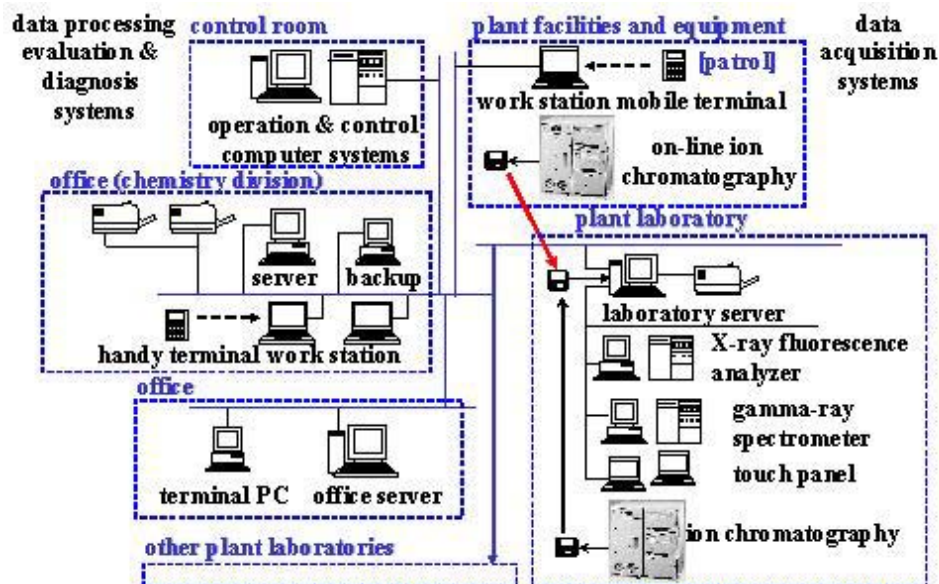 data processing
evaluation &
diagnosis
systems
control room
operation & control
computer systems
plant facilities and equipment
[patrol]
work station mobile terminal
on-line ion
chromatography
data
acquisition
systems
office (chemistry division)
server
backup
handy terminal work station
plant laboratory
laboratory server
X-ray fluorescence
analyzer
gamma-ray
spectrometer
touch panel
ion chromatography
office
terminal PC
office server
other plant laboratories